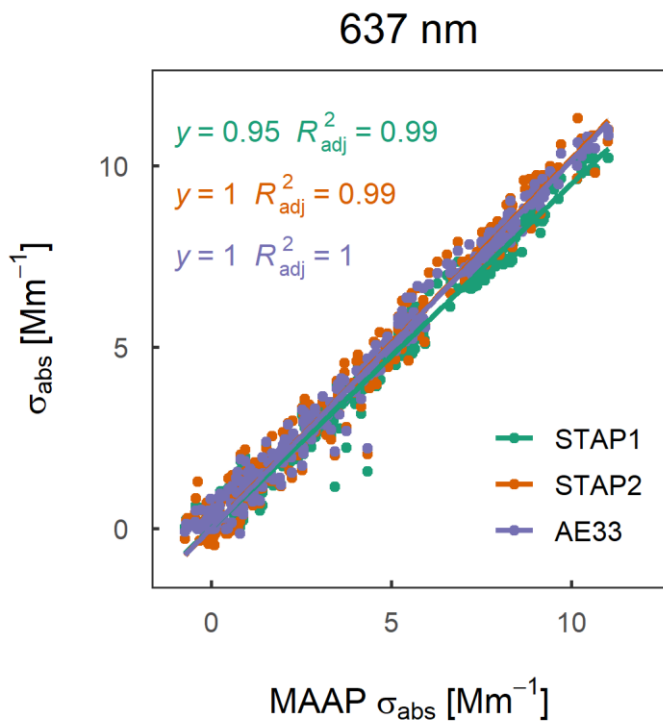 637 nm
y = 0.95 R²adj = 0.99
y = 1 R²adj = 0.99
y = 1 R²adj = 1
10
5
0
σabs [Mm⁻¹]
STAP1
STAP2
AE33
0 5 10
MAAP σabs [Mm⁻¹]